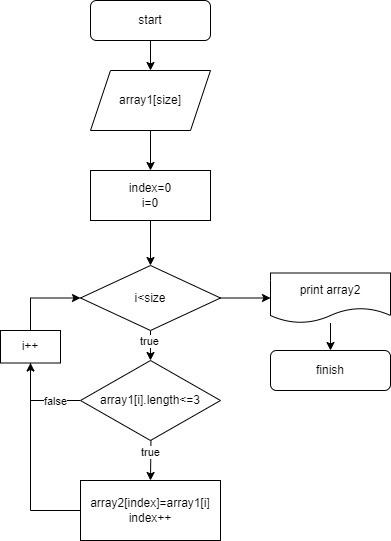 start
array1[size]
index=0
i=0
i<size
print array2
true
i++
finish
false
array1[i].length<=3
true
array2[index]=array1[i]
index++